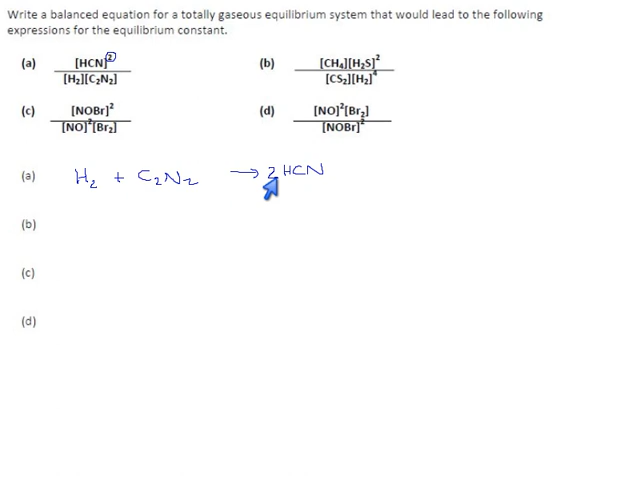 Write a balanced equation for a totally gaseous equilibrium system that would lead to the following
expressions for the equilibrium constant.
(a) [HCN]² (b) [CH₄][H₂S]²
[H₂][C₂N₂] [CS₂][H₂]⁴
(c) [NOBr]² (d) [NO]²[Br₂]
[NO]²[Br₂] [NOBr]²
(a) H₂ + C₂N₂ → 2 HCN
(b)
(c)
(d)